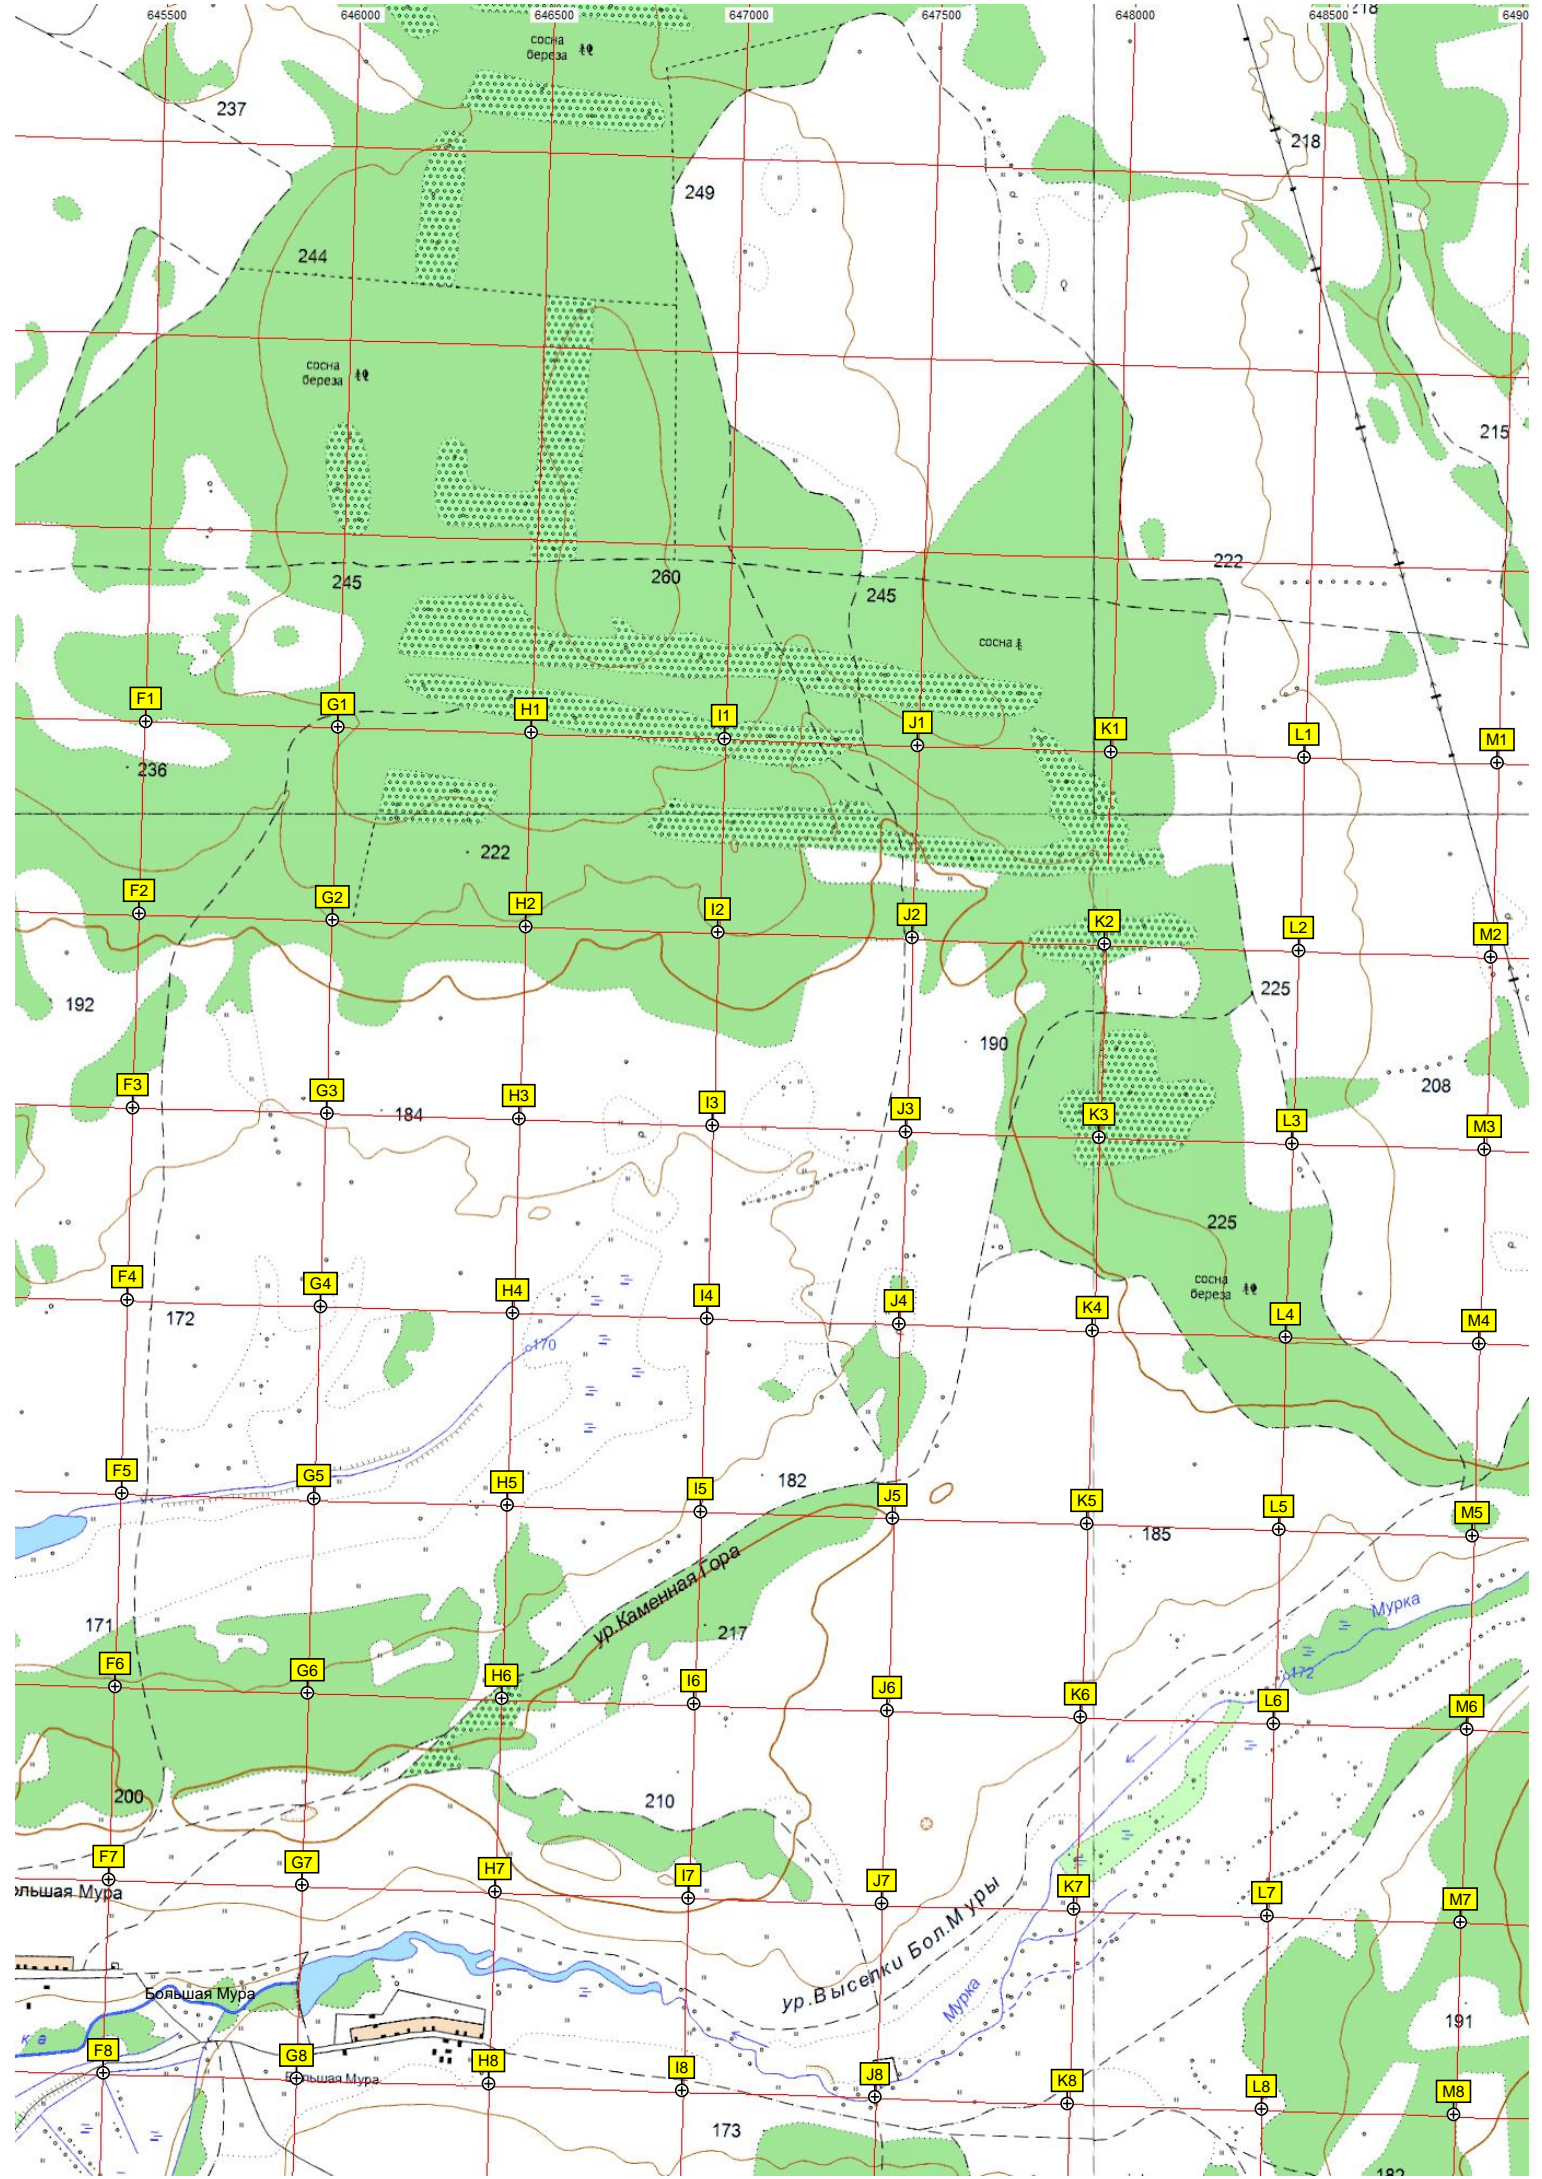 645500 646000 646500 647000 647500 648000 648500 6490
218
сосна
береза
237
218
249
244
сосна
береза
215
222
245
260
245
сосна
F1 G1 H1 I1 J1 K1 L1 M1
236
222
F2 G2 H2 I2 J2 K2 L2 M2
192
225
190
208
F3 G3 H3 I3 J3 K3 L3 M3
184
225
сосна
береза
F4 G4 H4 I4 J4 K4 L4 M4
172
170
182
F5 G5 H5 I5 J5 K5 L5 M5
185
ур.Каменная Гора
Мурка
171
217
172
F6 G6 H6 I6 J6 K6 L6 M6
200
210
F7 G7 H7 I7 J7 K7 L7 M7
ольшая Мура
ур.Выселки Бол.Муры
Большая Мура
Мурка
191
ка
F8 G8 H8 I8 J8 K8 L8 M8
Большая Мура
173
182